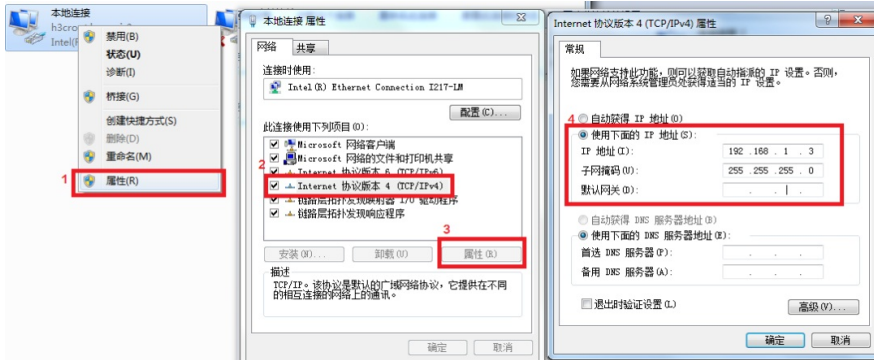 本地连接
禁用(B)
状态(U)
诊断(I)
桥接(G)
创建快捷方式(S)
删除(D)
重命名(M)
1
属性(R)
本地连接 属性
网络
共享
连接时使用:
Intel(R) Ethernet Connection I217-LM
配置(C)...
此连接使用下列项目(O):
Microsoft 网络客户端
Microsoft 网络的文件和打印机共享
2
Internet 协议版本 6 (TCP/IPv6)
Internet 协议版本 4 (TCP/IPv4)
链路层拓扑发现映射器 I/O 驱动程序
链路层拓扑发现响应程序
3
安装(N)...
卸载(U)
属性(R)
描述
TCP/IP。该协议是默认的广域网络协议，它提供在不同
的相互连接的网络上的通讯。
确定
取消
Internet 协议版本 4 (TCP/IPv4) 属性
常规
如果网络支持此功能，则可以获取自动指派的 IP 设置。否则，
您需要从网络系统管理员处获得适当的 IP 设置。
4
自动获得 IP 地址(O)
使用下面的 IP 地址(S):
IP 地址(I):
192 .168 . 1 . 3
子网掩码(U):
255 .255 .255 . 0
默认网关(D):
自动获得 DNS 服务器地址(B)
使用下面的 DNS 服务器地址(E):
首选 DNS 服务器(P):
备用 DNS 服务器(A):
退出时验证设置(L)
高级(V)...
确定
取消